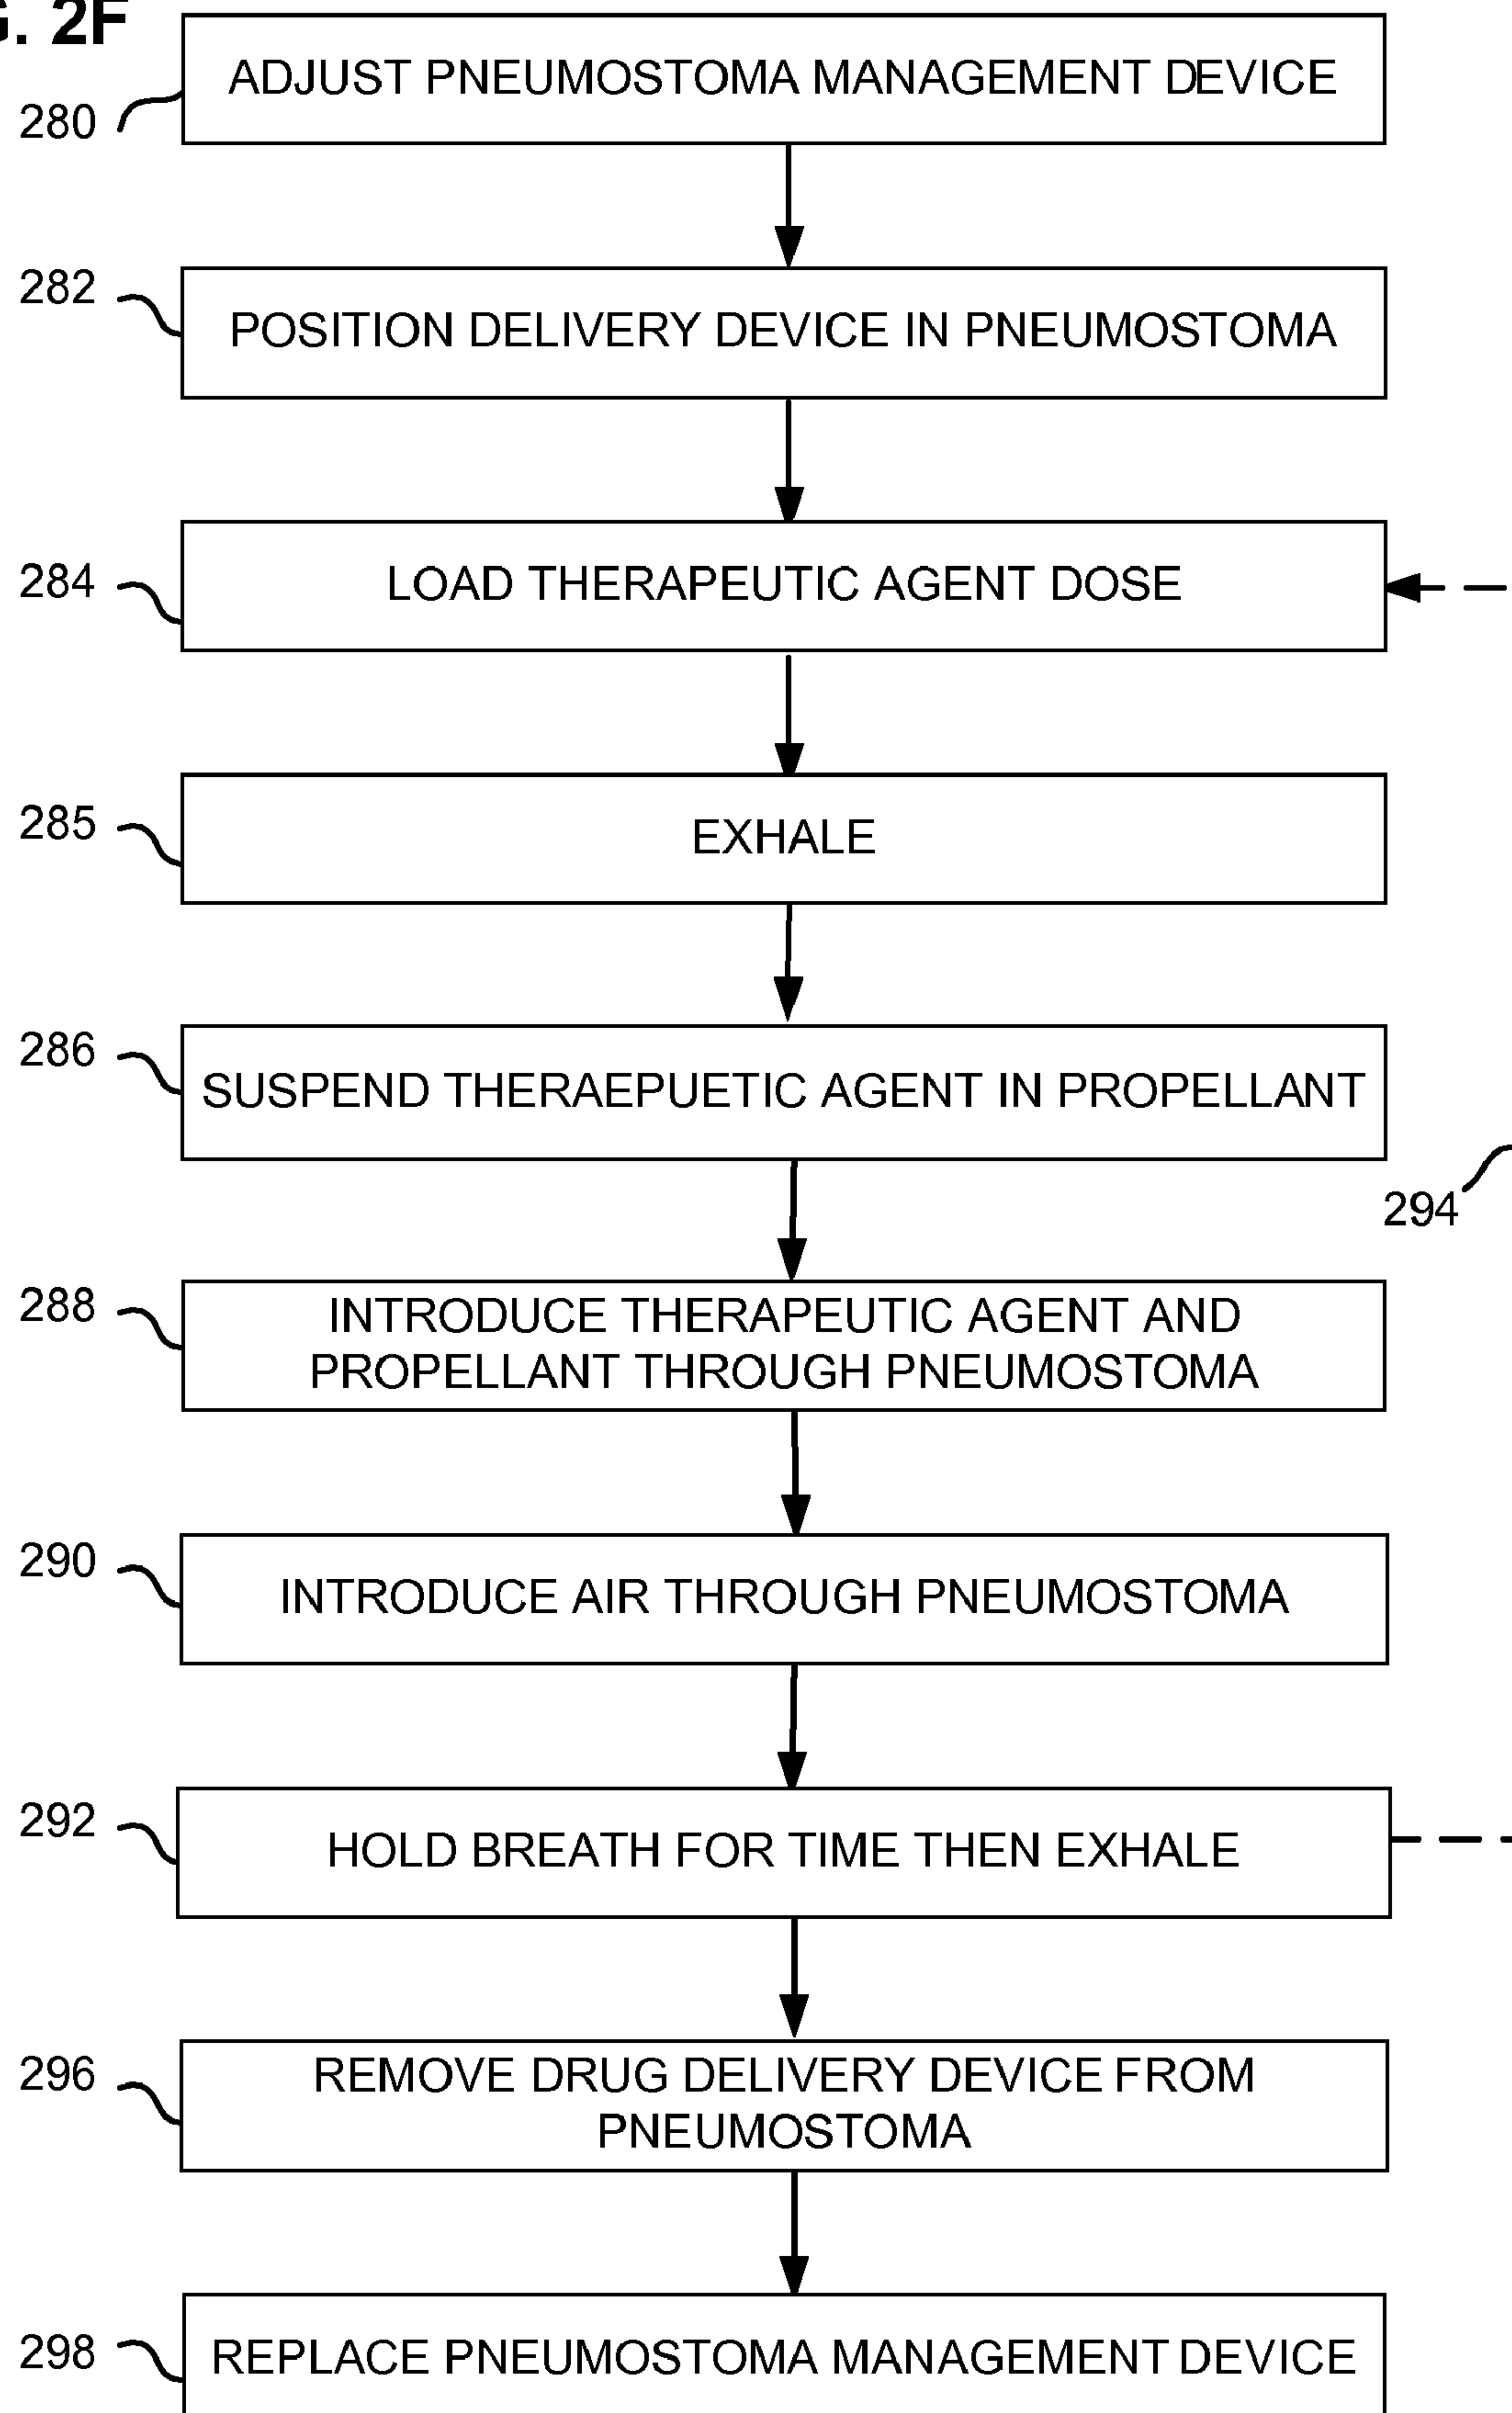 G. 2F
ADJUST PNEUMOSTOMA MANAGEMENT DEVICE
280
282
POSITION DELIVERY DEVICE IN PNEUMOSTOMA
284
LOAD THERAPEUTIC AGENT DOSE
285
EXHALE
286
SUSPEND THERAEPUETIC AGENT IN PROPELLANT
294
288
INTRODUCE THERAPEUTIC AGENT AND
PROPELLANT THROUGH PNEUMOSTOMA
290
INTRODUCE AIR THROUGH PNEUMOSTOMA
292
HOLD BREATH FOR TIME THEN EXHALE
296
REMOVE DRUG DELIVERY DEVICE FROM
PNEUMOSTOMA
298
REPLACE PNEUMOSTOMA MANAGEMENT DEVICE